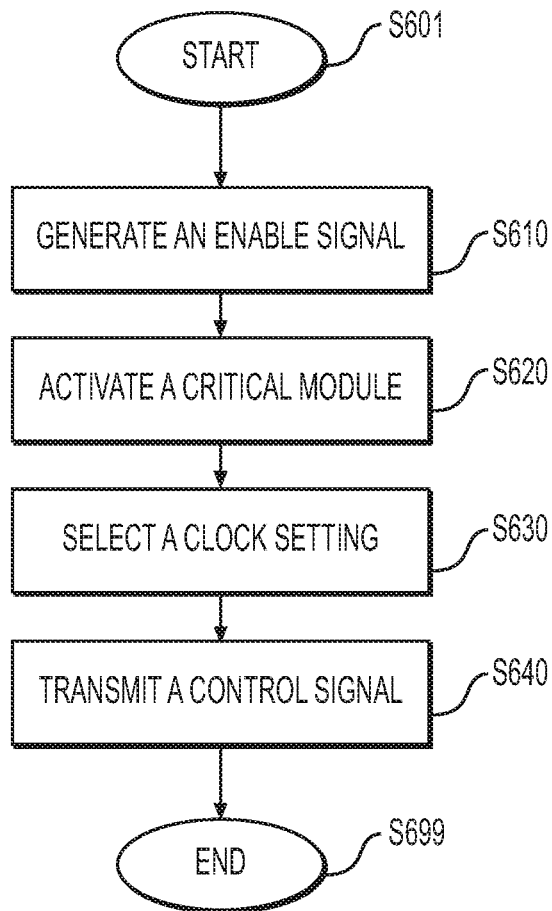 START
S601
GENERATE AN ENABLE SIGNAL
S610
ACTIVATE A CRITICAL MODULE
S620
SELECT A CLOCK SETTING
S630
TRANSMIT A CONTROL SIGNAL
S640
END
S699